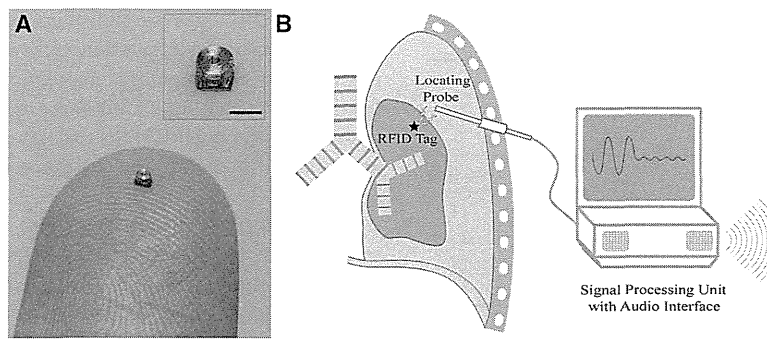 A
B
Locating
Probe
RFID Tag
Signal Processing Unit
with Audio Interface